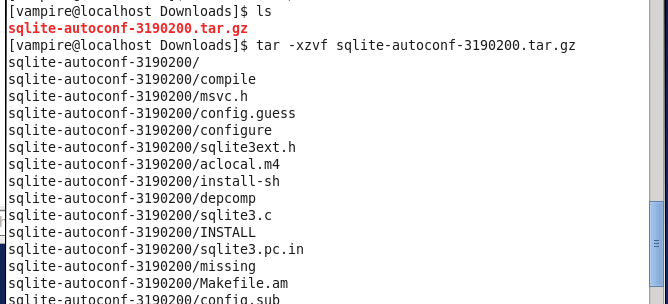 [vampire@localhost Downloads]$ ls
sqlite-autoconf-3190200.tar.gz
[vampire@localhost Downloads]$ tar -xzvf sqlite-autoconf-3190200.tar.gz
sqlite-autoconf-3190200/
sqlite-autoconf-3190200/compile
sqlite-autoconf-3190200/msvc.h
sqlite-autoconf-3190200/config.guess
sqlite-autoconf-3190200/configure
sqlite-autoconf-3190200/sqlite3ext.h
sqlite-autoconf-3190200/aclocal.m4
sqlite-autoconf-3190200/install-sh
sqlite-autoconf-3190200/depcomp
sqlite-autoconf-3190200/sqlite3.c
sqlite-autoconf-3190200/INSTALL
sqlite-autoconf-3190200/sqlite3.pc.in
sqlite-autoconf-3190200/missing
sqlite-autoconf-3190200/Makefile.am
sqlite-autoconf-3190200/config.sub